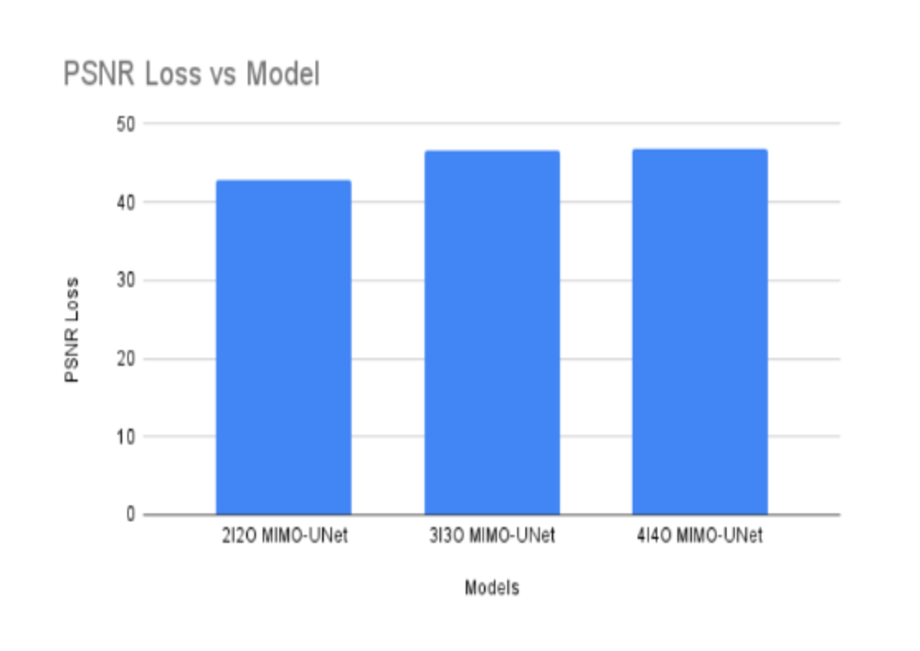 PSNR Loss vs Model
50
40
30
20
10
0
PSNR Loss
2I2O MIMO-UNet
3I3O MIMO-UNet
4I4O MIMO-UNet
Models